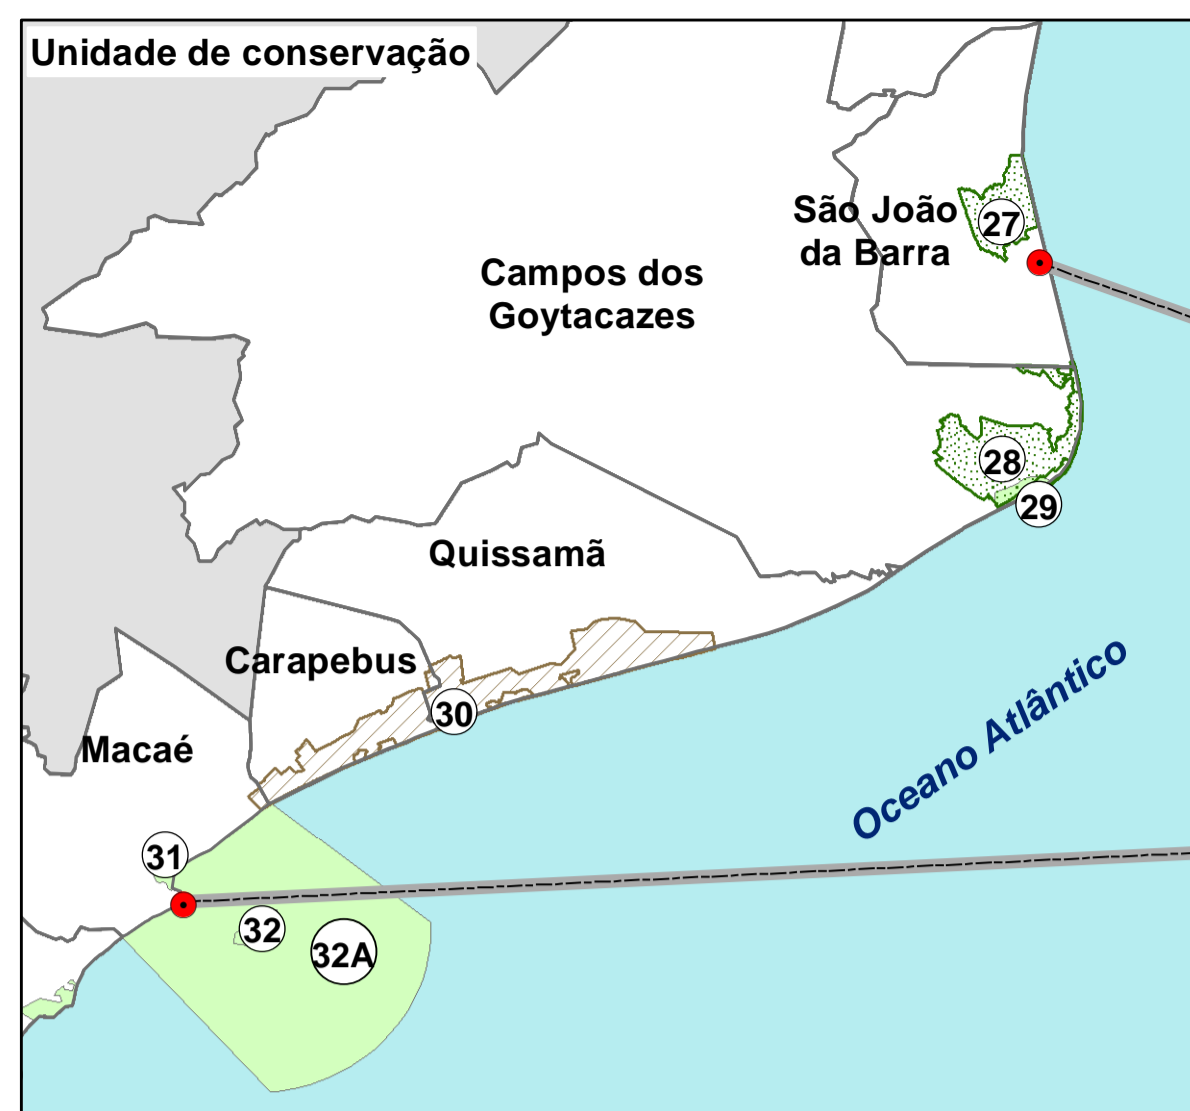 Unidade de conservação
São João
da Barra
27
Campos dos
Goytacazes
28
29
Quissamã
Carapebus
30
Macaé
Oceano Atlântico
31
32
32A